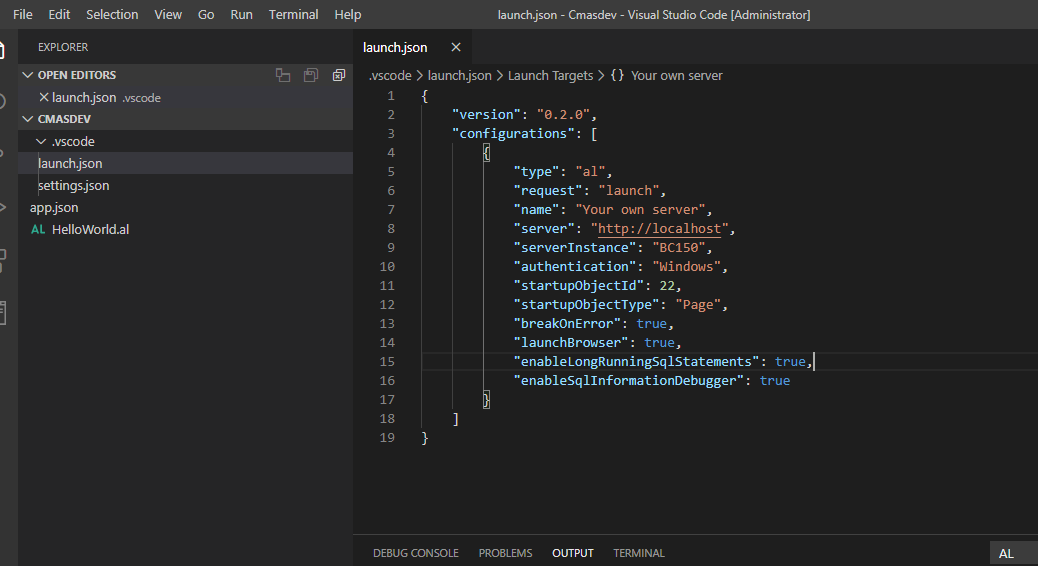 File Edit Selection View Go Run Terminal Help
launch.json - Cmasdev - Visual Studio Code [Administrator]
EXPLORER
OPEN EDITORS
launch.json .vscode
CMASDEV
.vscode
launch.json
settings.json
app.json
AL HelloWorld.al
launch.json
.vscode > launch.json > Launch Targets > {} Your own server
1 {
2 "version": "0.2.0",
3 "configurations": [
4 {
5 "type": "al",
6 "request": "launch",
7 "name": "Your own server",
8 "server": "http://localhost",
9 "serverInstance": "BC150",
10 "authentication": "Windows",
11 "startupObjectId": 22,
12 "startupObjectType": "Page",
13 "breakOnError": true,
14 "launchBrowser": true,
15 "enableLongRunningSqlStatements": true,
16 "enableSqlInformationDebugger": true
17 }
18 ]
19 }
DEBUG CONSOLE PROBLEMS OUTPUT TERMINAL AL